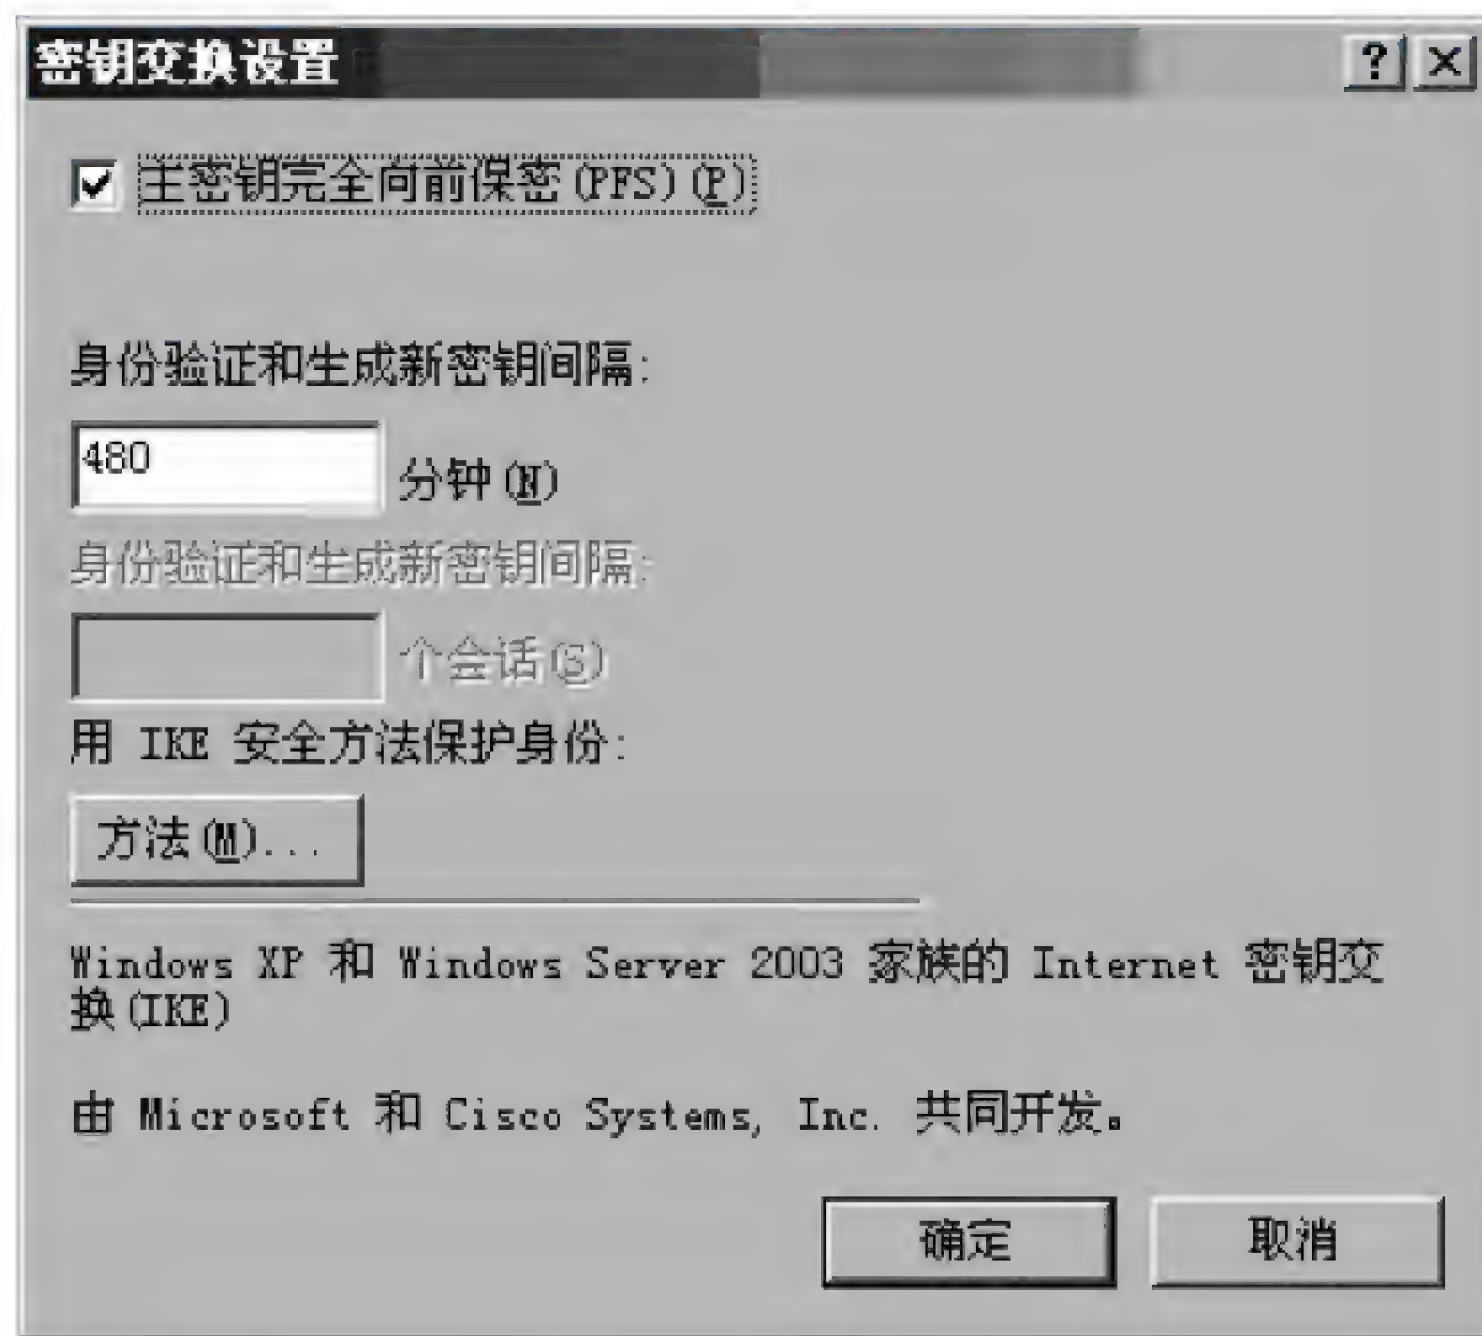 密钥交换设置
主密钥完全向前保密(PFS)(P)
身份验证和生成新密钥间隔:
480
分钟(N)
身份验证和生成新密钥间隔:
个会话(S)
用 IKE 安全方法保护身份:
方法(M)...
Windows XP 和 Windows Server 2003 家族的 Internet 密钥交
换(IKE)
由 Microsoft 和 Cisco Systems, Inc. 共同开发。
确定
取消